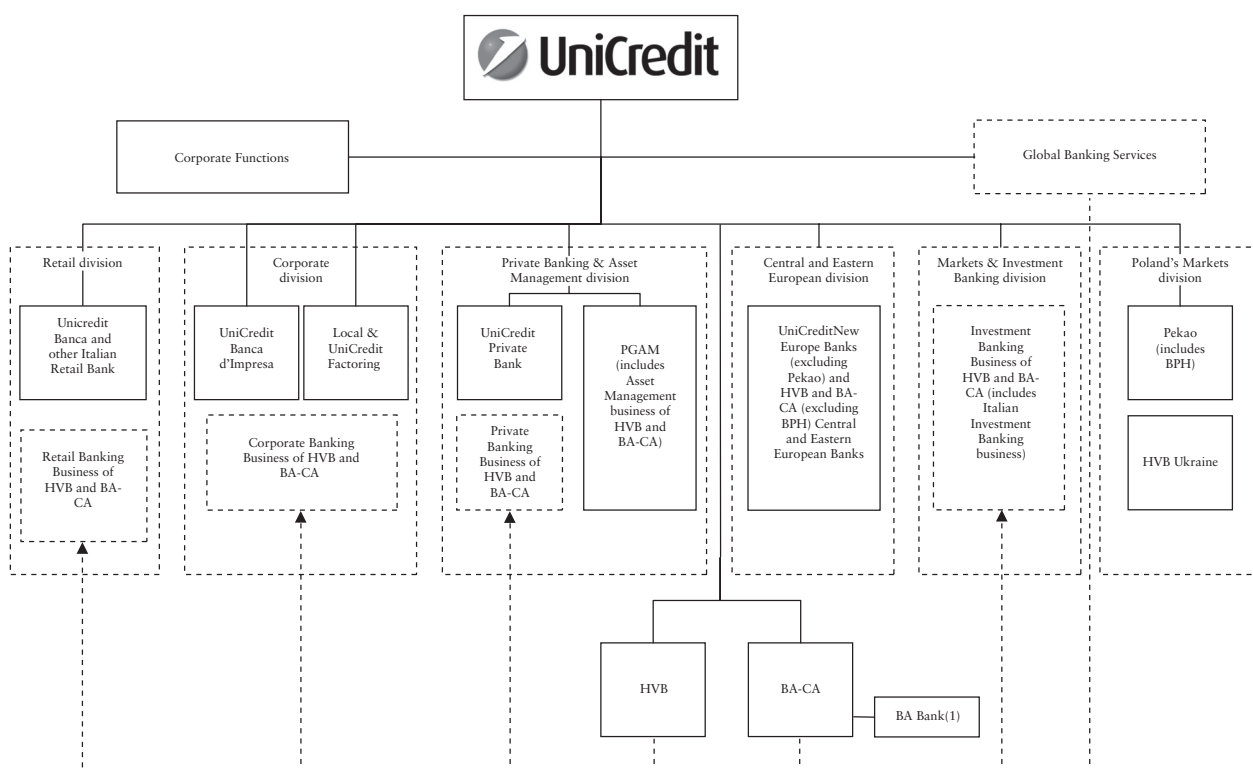 UniCredit
Corporate Functions
Global Banking Services
Retail division
Corporate
division
Private Banking & Asset
Management division
Central and Eastern
European division
Markets & Investment
Banking division
Poland's Markets
division
Unicredit
Banca and
other Italian
Retail Bank
UniCredit
Banca
d'Impresa
Local &
UniCredit
Factoring
UniCredit
Private
Bank
PGAM
(includes
Asset
Management
business of
HVB and
BA-CA)
UniCreditNew
Europe Banks
(excluding
Pekao) and
HVB and BA-
CA (excluding
BPH) Central
and Eastern
European Banks
Investment
Banking
Business of
HVB and BA-
CA (includes
Italian
Investment
Banking
business)
Pekao
(includes
BPH)
Retail Banking
Business of
HVB and BA-
CA
Corporate Banking
Business of HVB and
BA-CA
Private
Banking
Business of
HVB and
BA-CA
HVB Ukraine
HVB
BA-CA
BA Bank(1)